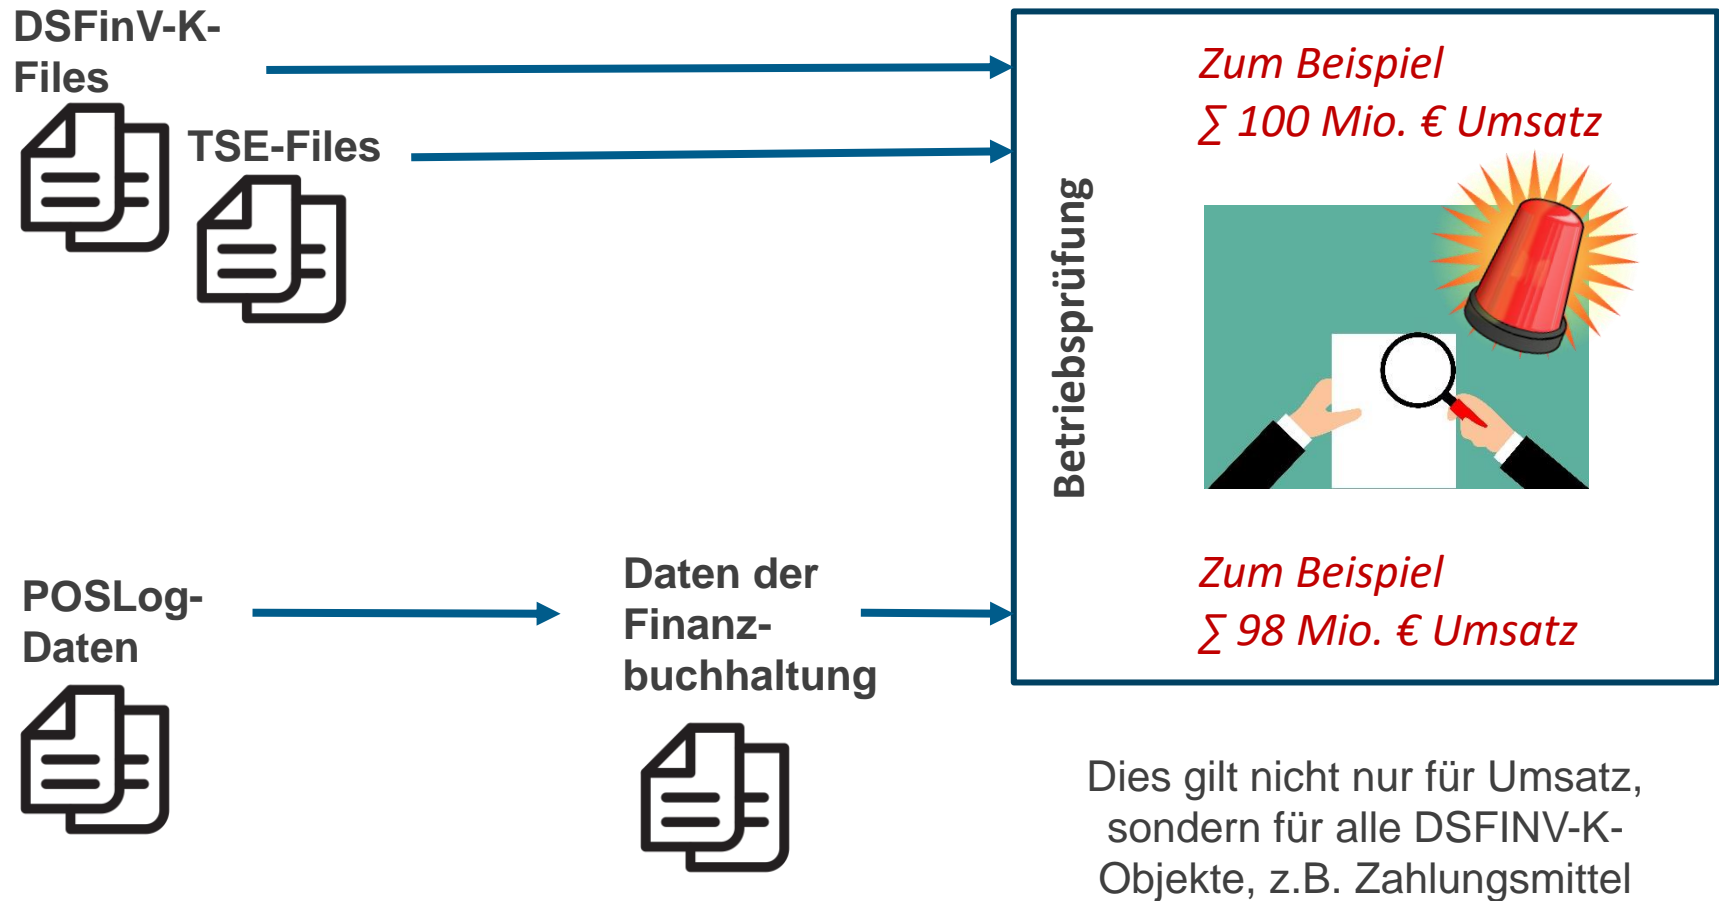 DSFinV-K-
Files
TSE-Files
Zum Beispiel
∑ 100 Mio. € Umsatz
Betriebsprüfung
POSLog-
Daten
Daten der
Finanz-
buchhaltung
Zum Beispiel
∑ 98 Mio. € Umsatz
Dies gilt nicht nur für Umsatz,
sondern für alle DSFINV-K-
Objekte, z.B. Zahlungsmittel